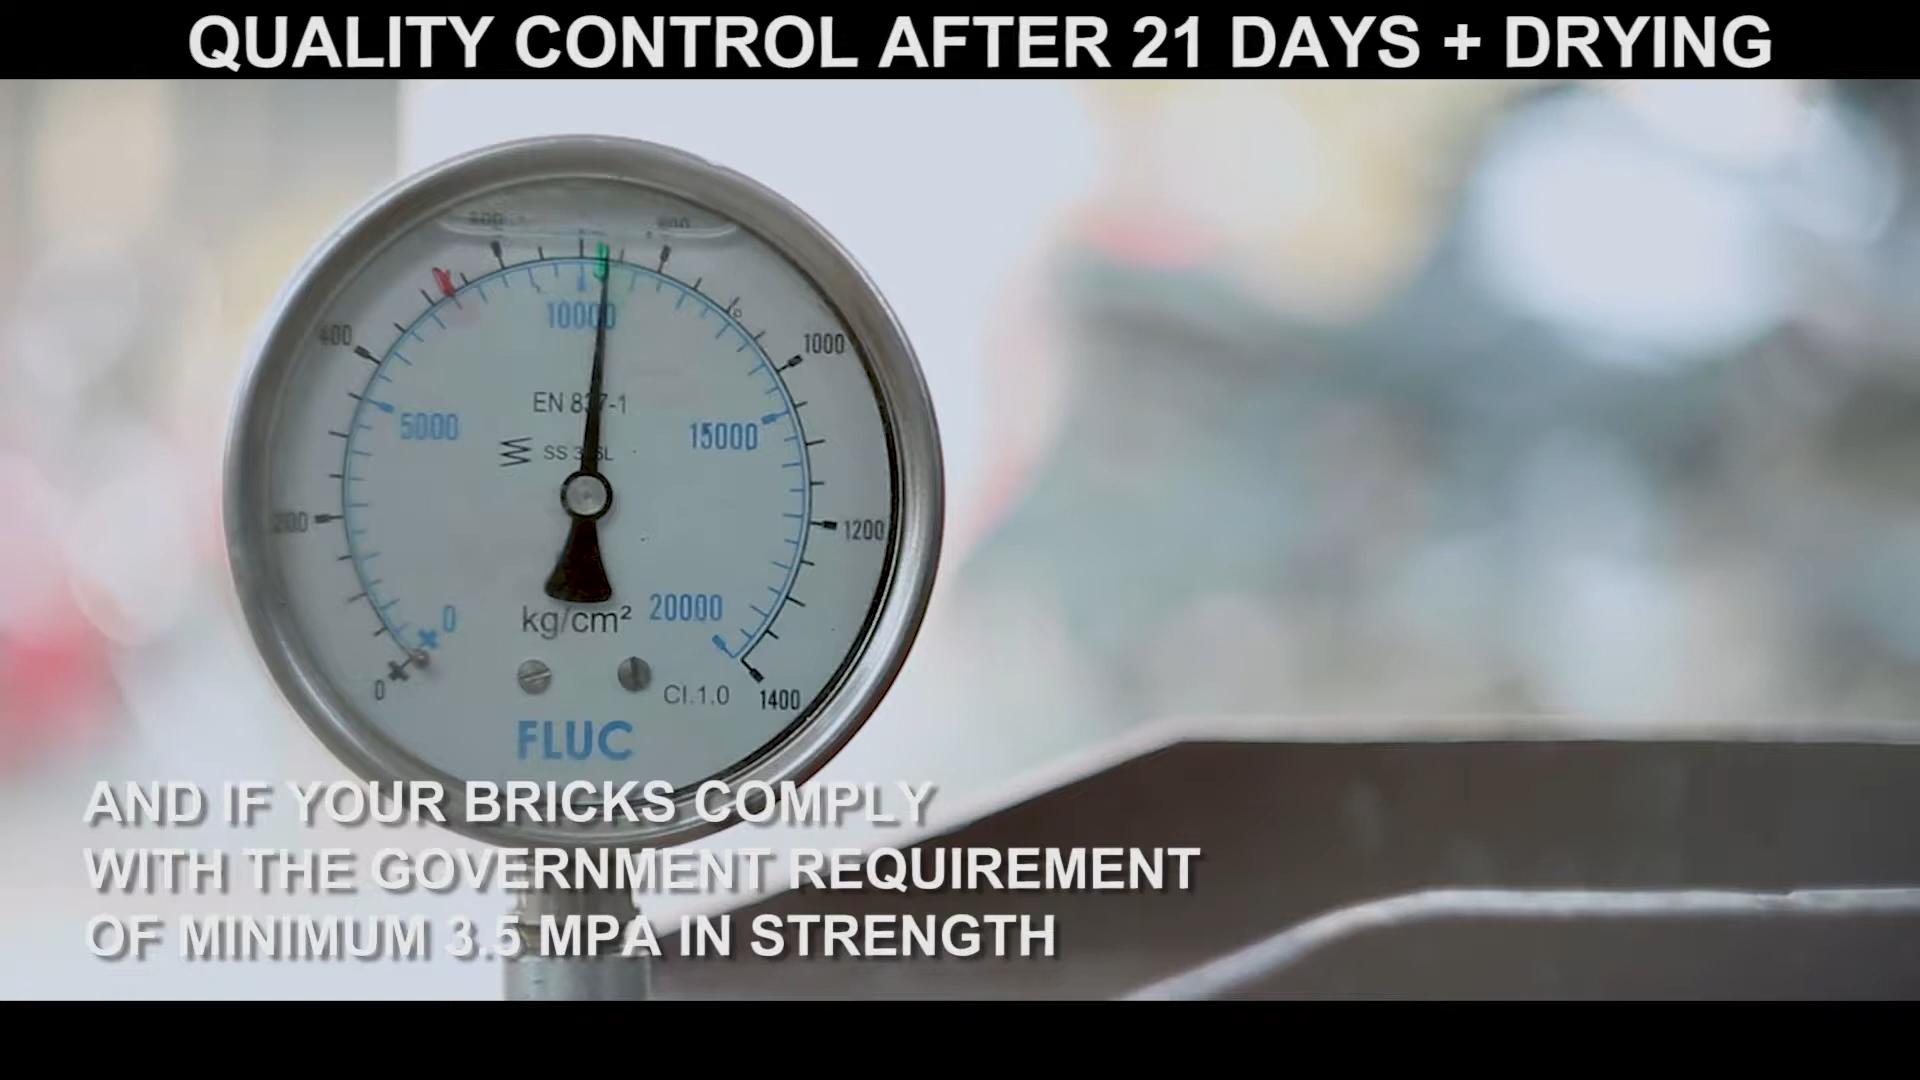 QUALITY CONTROL AFTER 21 DAYS + DRYING
400
10000
1000
EN 837-1
5000
15000
200
1200
0
kg/cm²
20000
0
CI.1.0
1400
FLUC
AND IF YOUR BRICKS COMPLY
WITH THE GOVERNMENT REQUIREMENT
OF MINIMUM 3.5 MPA IN STRENGTH